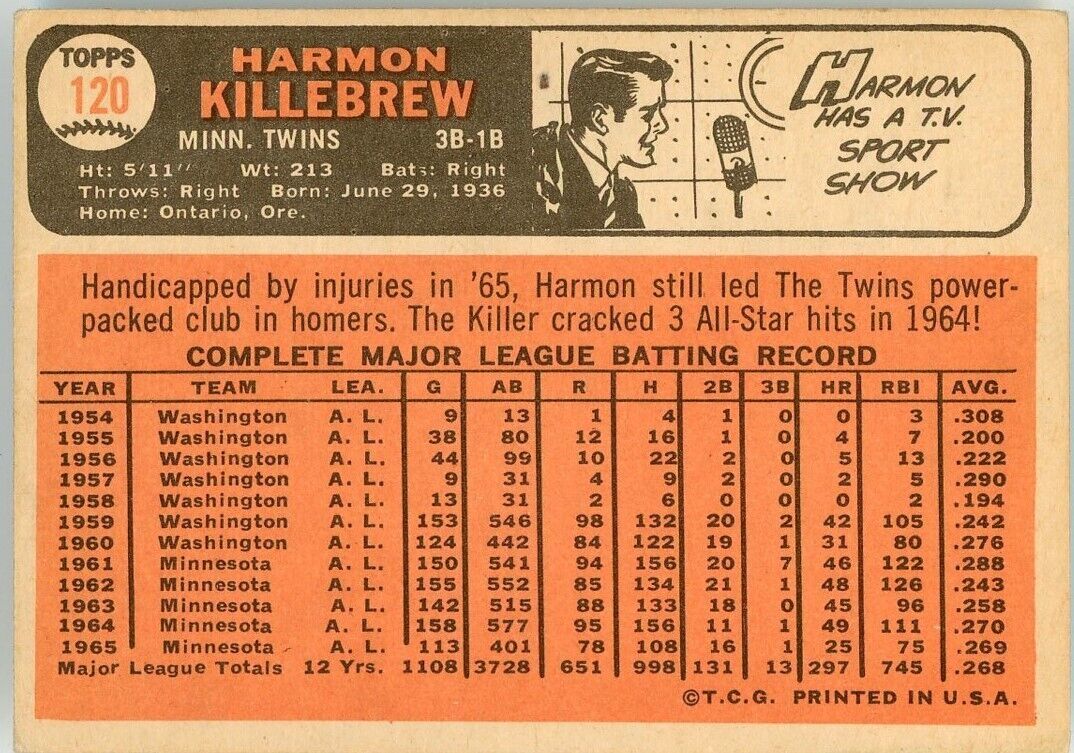 TOPPS
120
HARMON
KILLEBREW
MINN. TWINS 3B-1B
Ht: 5'11" Wt: 213 Bats: Right
Throws: Right Born: June 29, 1936
Home: Ontario, Ore.
HARMON
HAS A T.V.
SPORT
SHOW
Handicapped by injuries in '65, Harmon still led The Twins power-
packed club in homers. The Killer cracked 3 All-Star hits in 1964!
COMPLETE MAJOR LEAGUE BATTING RECORD
YEAR TEAM LEA. G AB R H 2B 3B HR RBI AVG.
1954 Washington A. L. 9 13 1 4 1 0 0 3 .308
1955 Washington A. L. 38 80 12 16 1 0 4 7 .200
1956 Washington A. L. 44 99 10 22 2 0 5 13 .222
1957 Washington A. L. 9 31 4 9 2 0 2 5 .290
1958 Washington A. L. 13 31 2 6 0 0 0 2 .194
1959 Washington A. L. 153 546 98 132 20 2 42 105 .242
1960 Washington A. L. 124 442 84 122 19 1 31 80 .276
1961 Minnesota A. L. 150 541 94 156 20 7 46 122 .288
1962 Minnesota A. L. 155 552 85 134 21 1 48 126 .243
1963 Minnesota A. L. 142 515 88 133 18 0 45 96 .258
1964 Minnesota A. L. 158 577 95 156 11 1 49 111 .270
1965 Minnesota A. L. 113 401 78 108 16 1 25 75 .269
Major League Totals 12 Yrs. 1108 3728 651 998 131 13 297 745 .268
©T.C.G. PRINTED IN U.S.A.